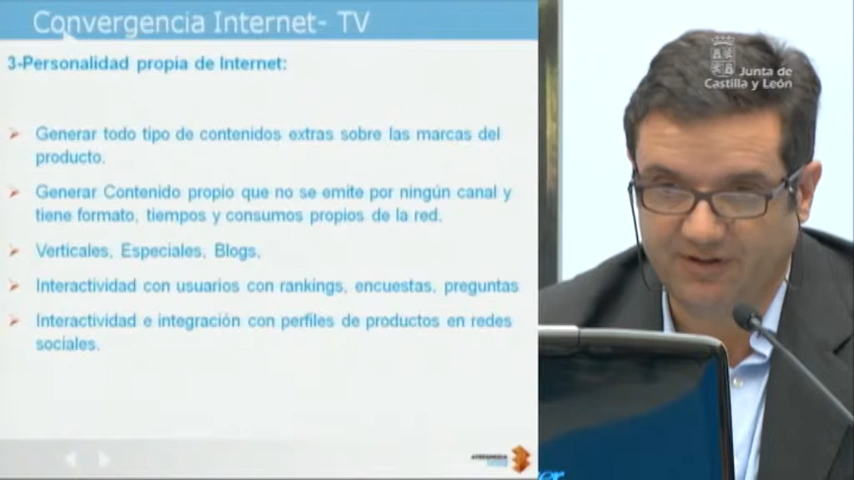 Convergencia Internet- TV
3-Personalidad propia de Internet:
Generar todo tipo de contenidos extras sobre las marcas del
producto.
Generar Contenido propio que no se emite por ningún canal y
tiene formato, tiempos y consumos propios de la red.
Verticales, Especiales, Blogs,
Interactividad con usuarios con rankings, encuestas, preguntas
Interactividad e integración con perfiles de productos en redes
sociales.
Junta de
Castilla y León